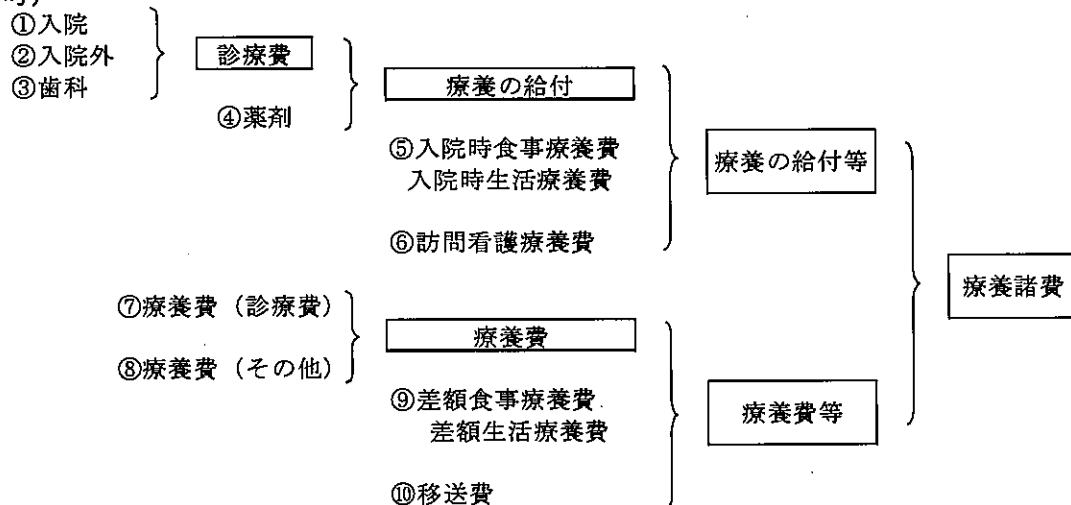 ①入院
②入院外
③歯科
診療費
④薬剤
療養の給付
⑤入院時食事療養費
入院時生活療養費
⑥訪問看護療養費
療養の給付等
⑦療養費（診療費）
⑧療養費（その他）
療養費
⑨差額食事療養費
差額生活療養費
⑩移送費
療養費等
療養諸費